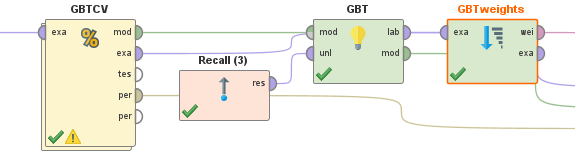 GBTCV
GBT
GBTweights
exa
mod
exa
tes
per
per
%
Recall (3)
res
mod
unl
lab
mod
exa
wei
exa